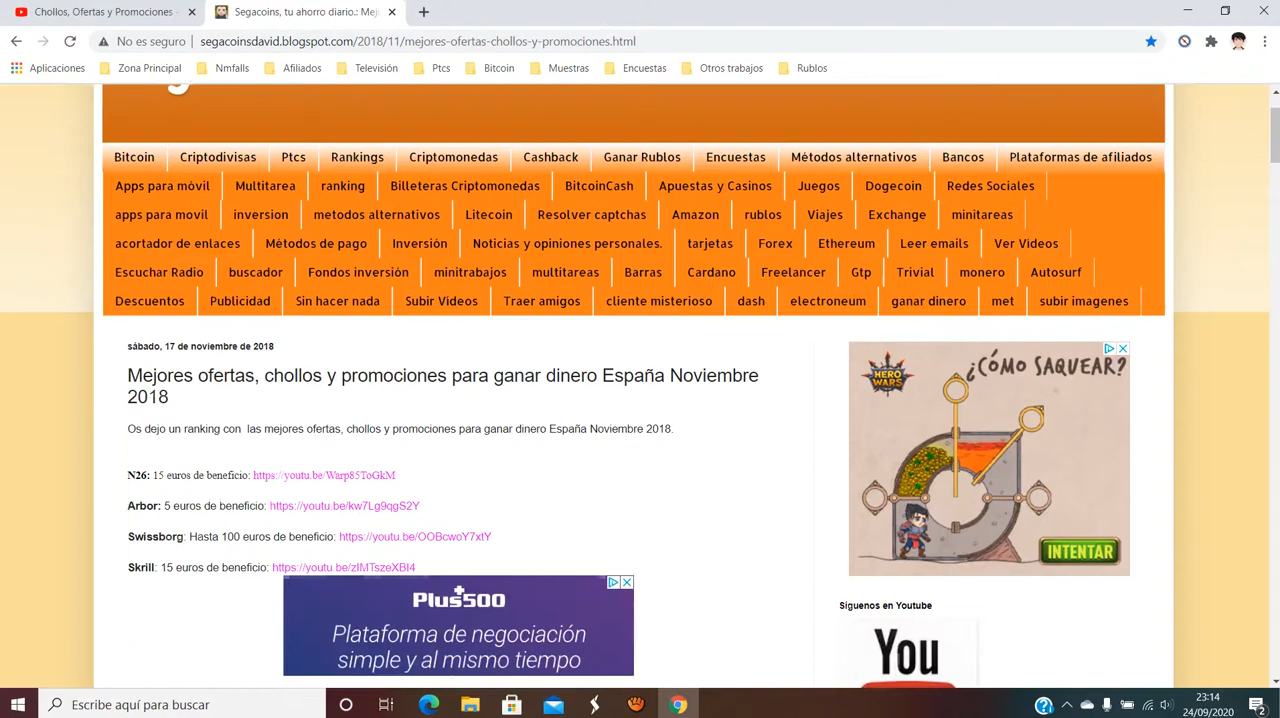 Chollos, Ofertas y Promociones -
Segacoins, tu ahorro diario.: Mej
No es seguro | segacoinsdavid.blogspot.com/2018/11/mejores-ofertas-chollos-y-promociones.html
Aplicaciones Zona Principal Nmfalls Afiliados Televisión Ptcs Bitcoin Muestras Encuestas Otros trabajos Rublos
Bitcoin Criptodivisas Ptcs Rankings Criptomonedas Cashback Ganar Rublos Encuestas Métodos alternativos Bancos Plataformas de afiliados
Apps para móvil Multitarea ranking Billeteras Criptomonedas BitcoinCash Apuestas y Casinos Juegos Dogecoin Redes Sociales
apps para movil inversion metodos alternativos Litecoin Resolver captchas Amazon rublos Viajes Exchange minitareas
acortador de enlaces Métodos de pago Inversión Noticias y opiniones personales. tarjetas Forex Ethereum Leer emails Ver Videos
Escuchar Radio buscador Fondos inversión minitrabajos multitareas Barras Cardano Freelancer Gtp Trivial monero Autosurf
Descuentos Publicidad Sin hacer nada Subir Videos Traer amigos cliente misterioso dash electroneum ganar dinero met subir imagenes
sábado, 17 de noviembre de 2018
Mejores ofertas, chollos y promociones para ganar dinero España Noviembre
2018
Os dejo un ranking con las mejores ofertas, chollos y promociones para ganar dinero España Noviembre 2018.
N26: 15 euros de beneficio: https://youtu.be/Warp85ToGkM
Arbor: 5 euros de beneficio: https://youtu.be/kw7Lg9qgS2Y
Swissborg: Hasta 100 euros de beneficio: https://youtu.be/OOBcwoY7xtY
Skrill: 15 euros de beneficio: https://youtu.be/zIMTszeXBI4
Plus500
Plataforma de negociación
simple y al mismo tiempo
HERO
WARS
¿CÓMO SAQUEAR?
INTENTAR
Siguenos en Youtube
You
Escribe aquí para buscar
23:14
24/09/2020
2